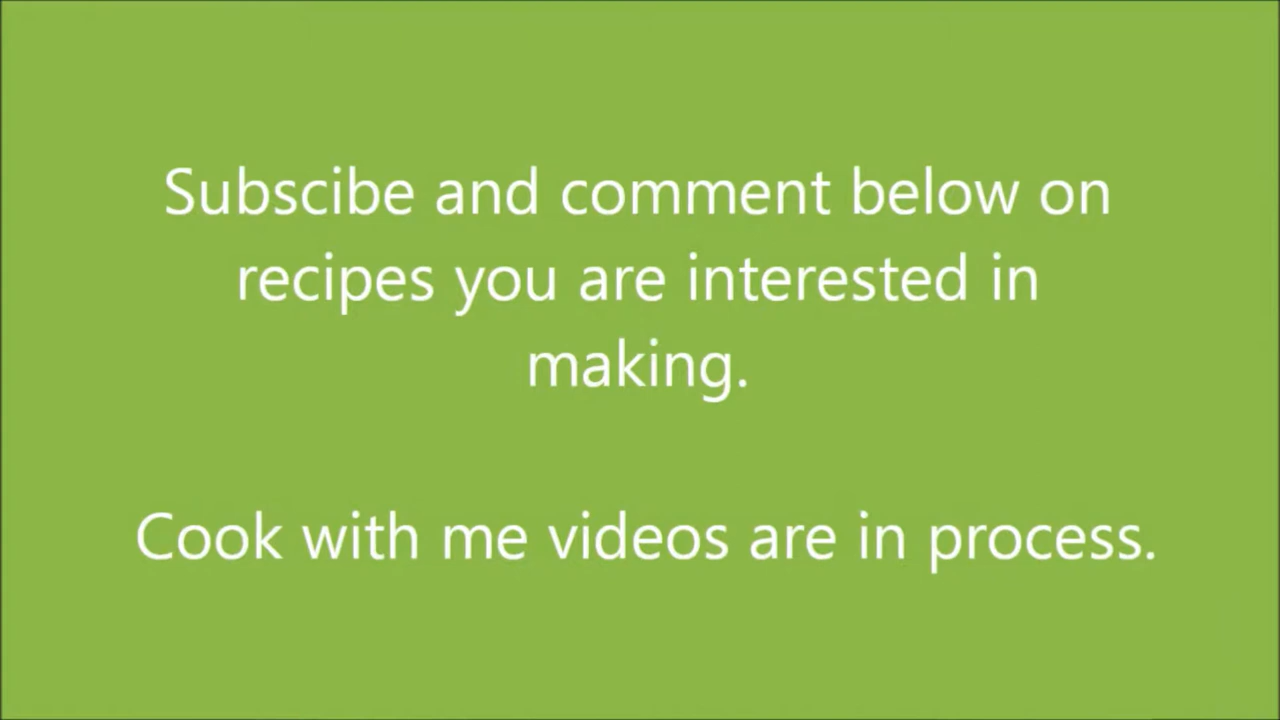 Subscibe and comment below on
recipes you are interested in
making.
Cook with me videos are in process.